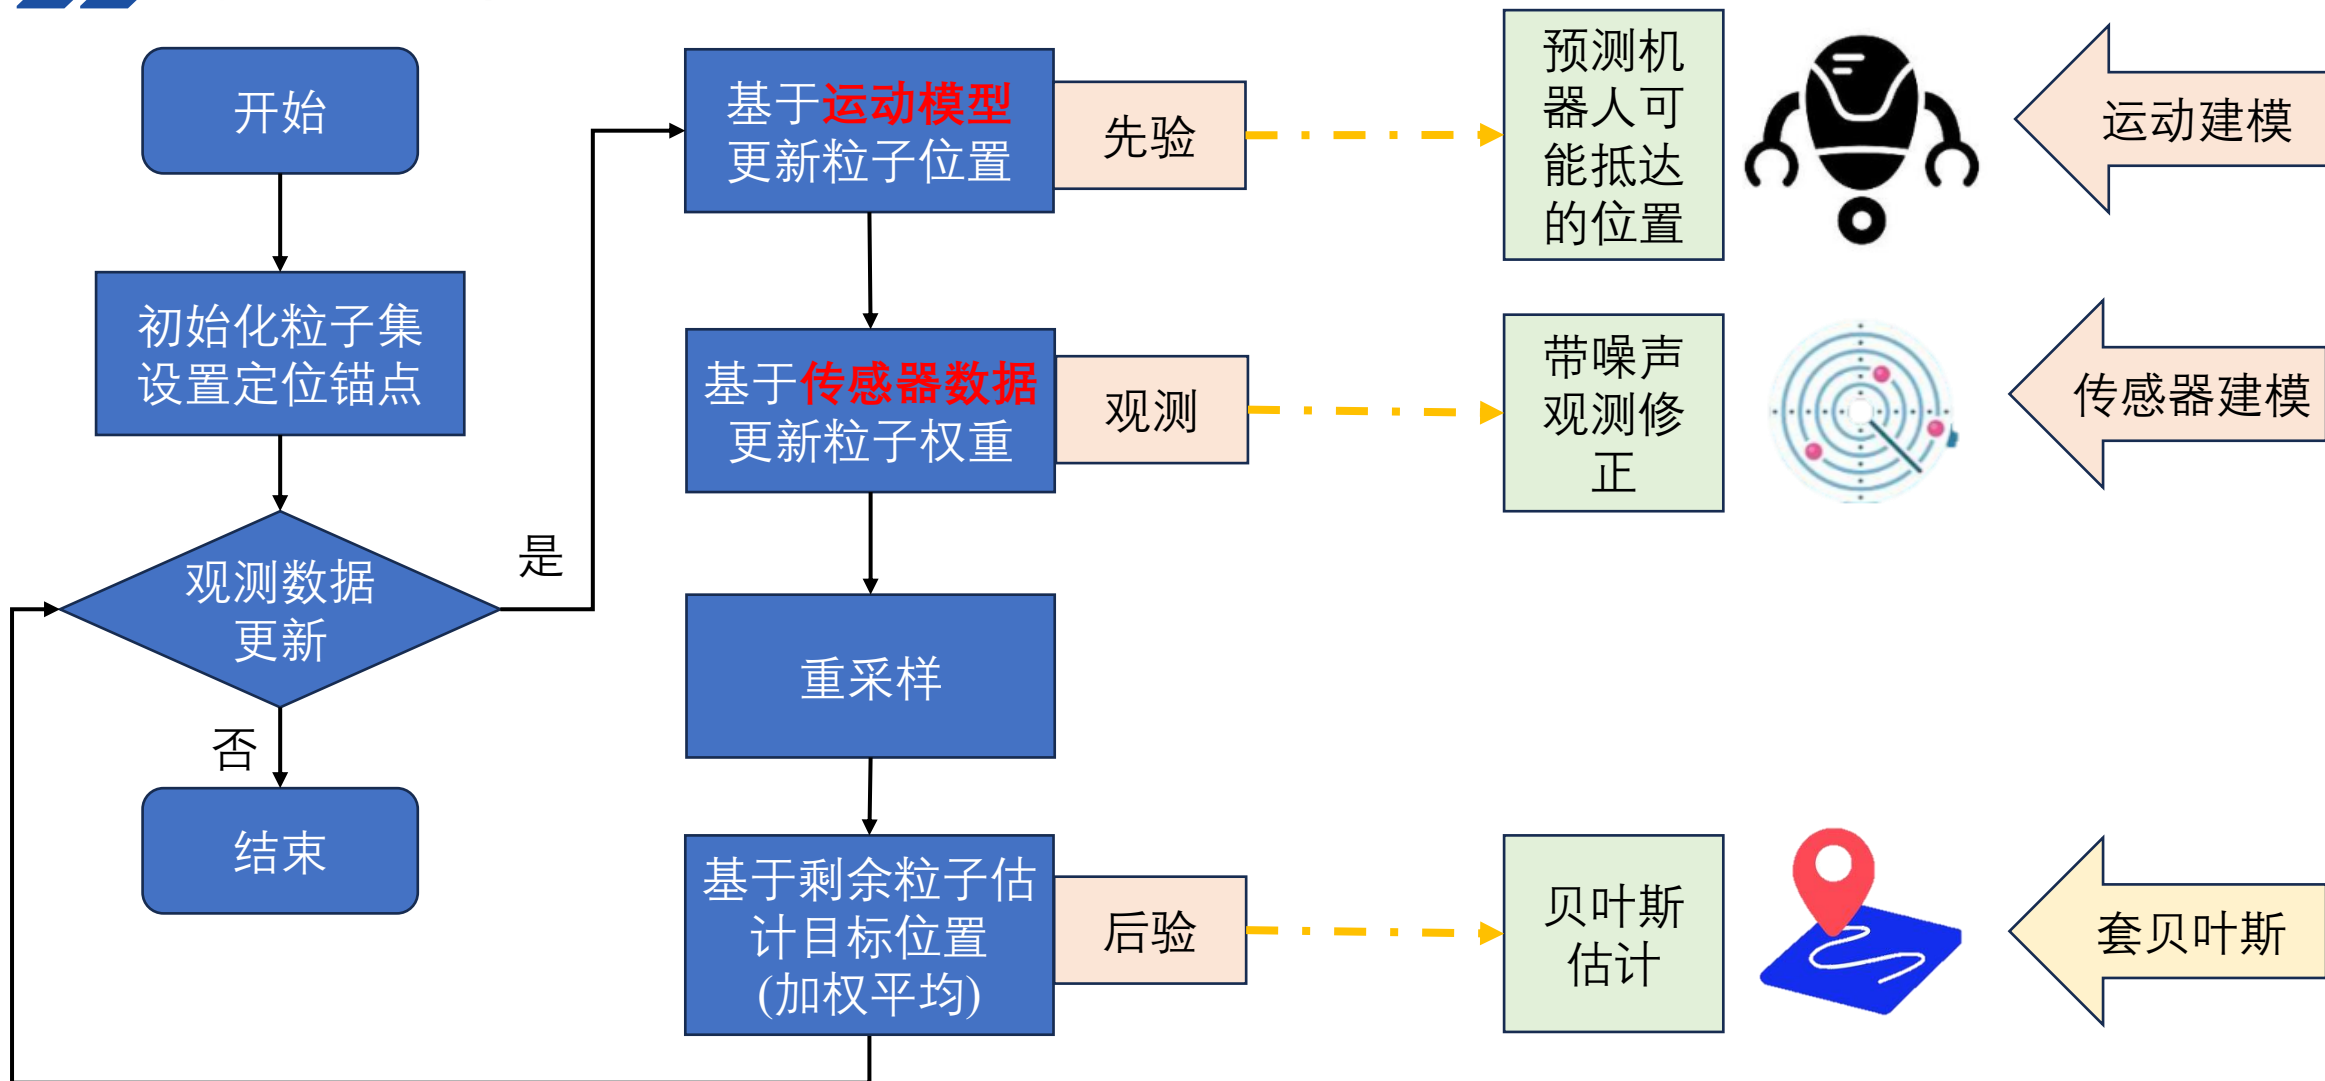 开始
初始化粒子集
设置定位锚点
观测数据
更新
是
否
结束
基于运动模型
更新粒子位置
先验
基于传感器数据
更新粒子权重
观测
重采样
基于剩余粒子估
计目标位置
(加权平均)
后验
预测机
器人可
能抵达
的位置
运动建模
带噪声
观测修
正
传感器建模
贝叶斯
估计
套贝叶斯